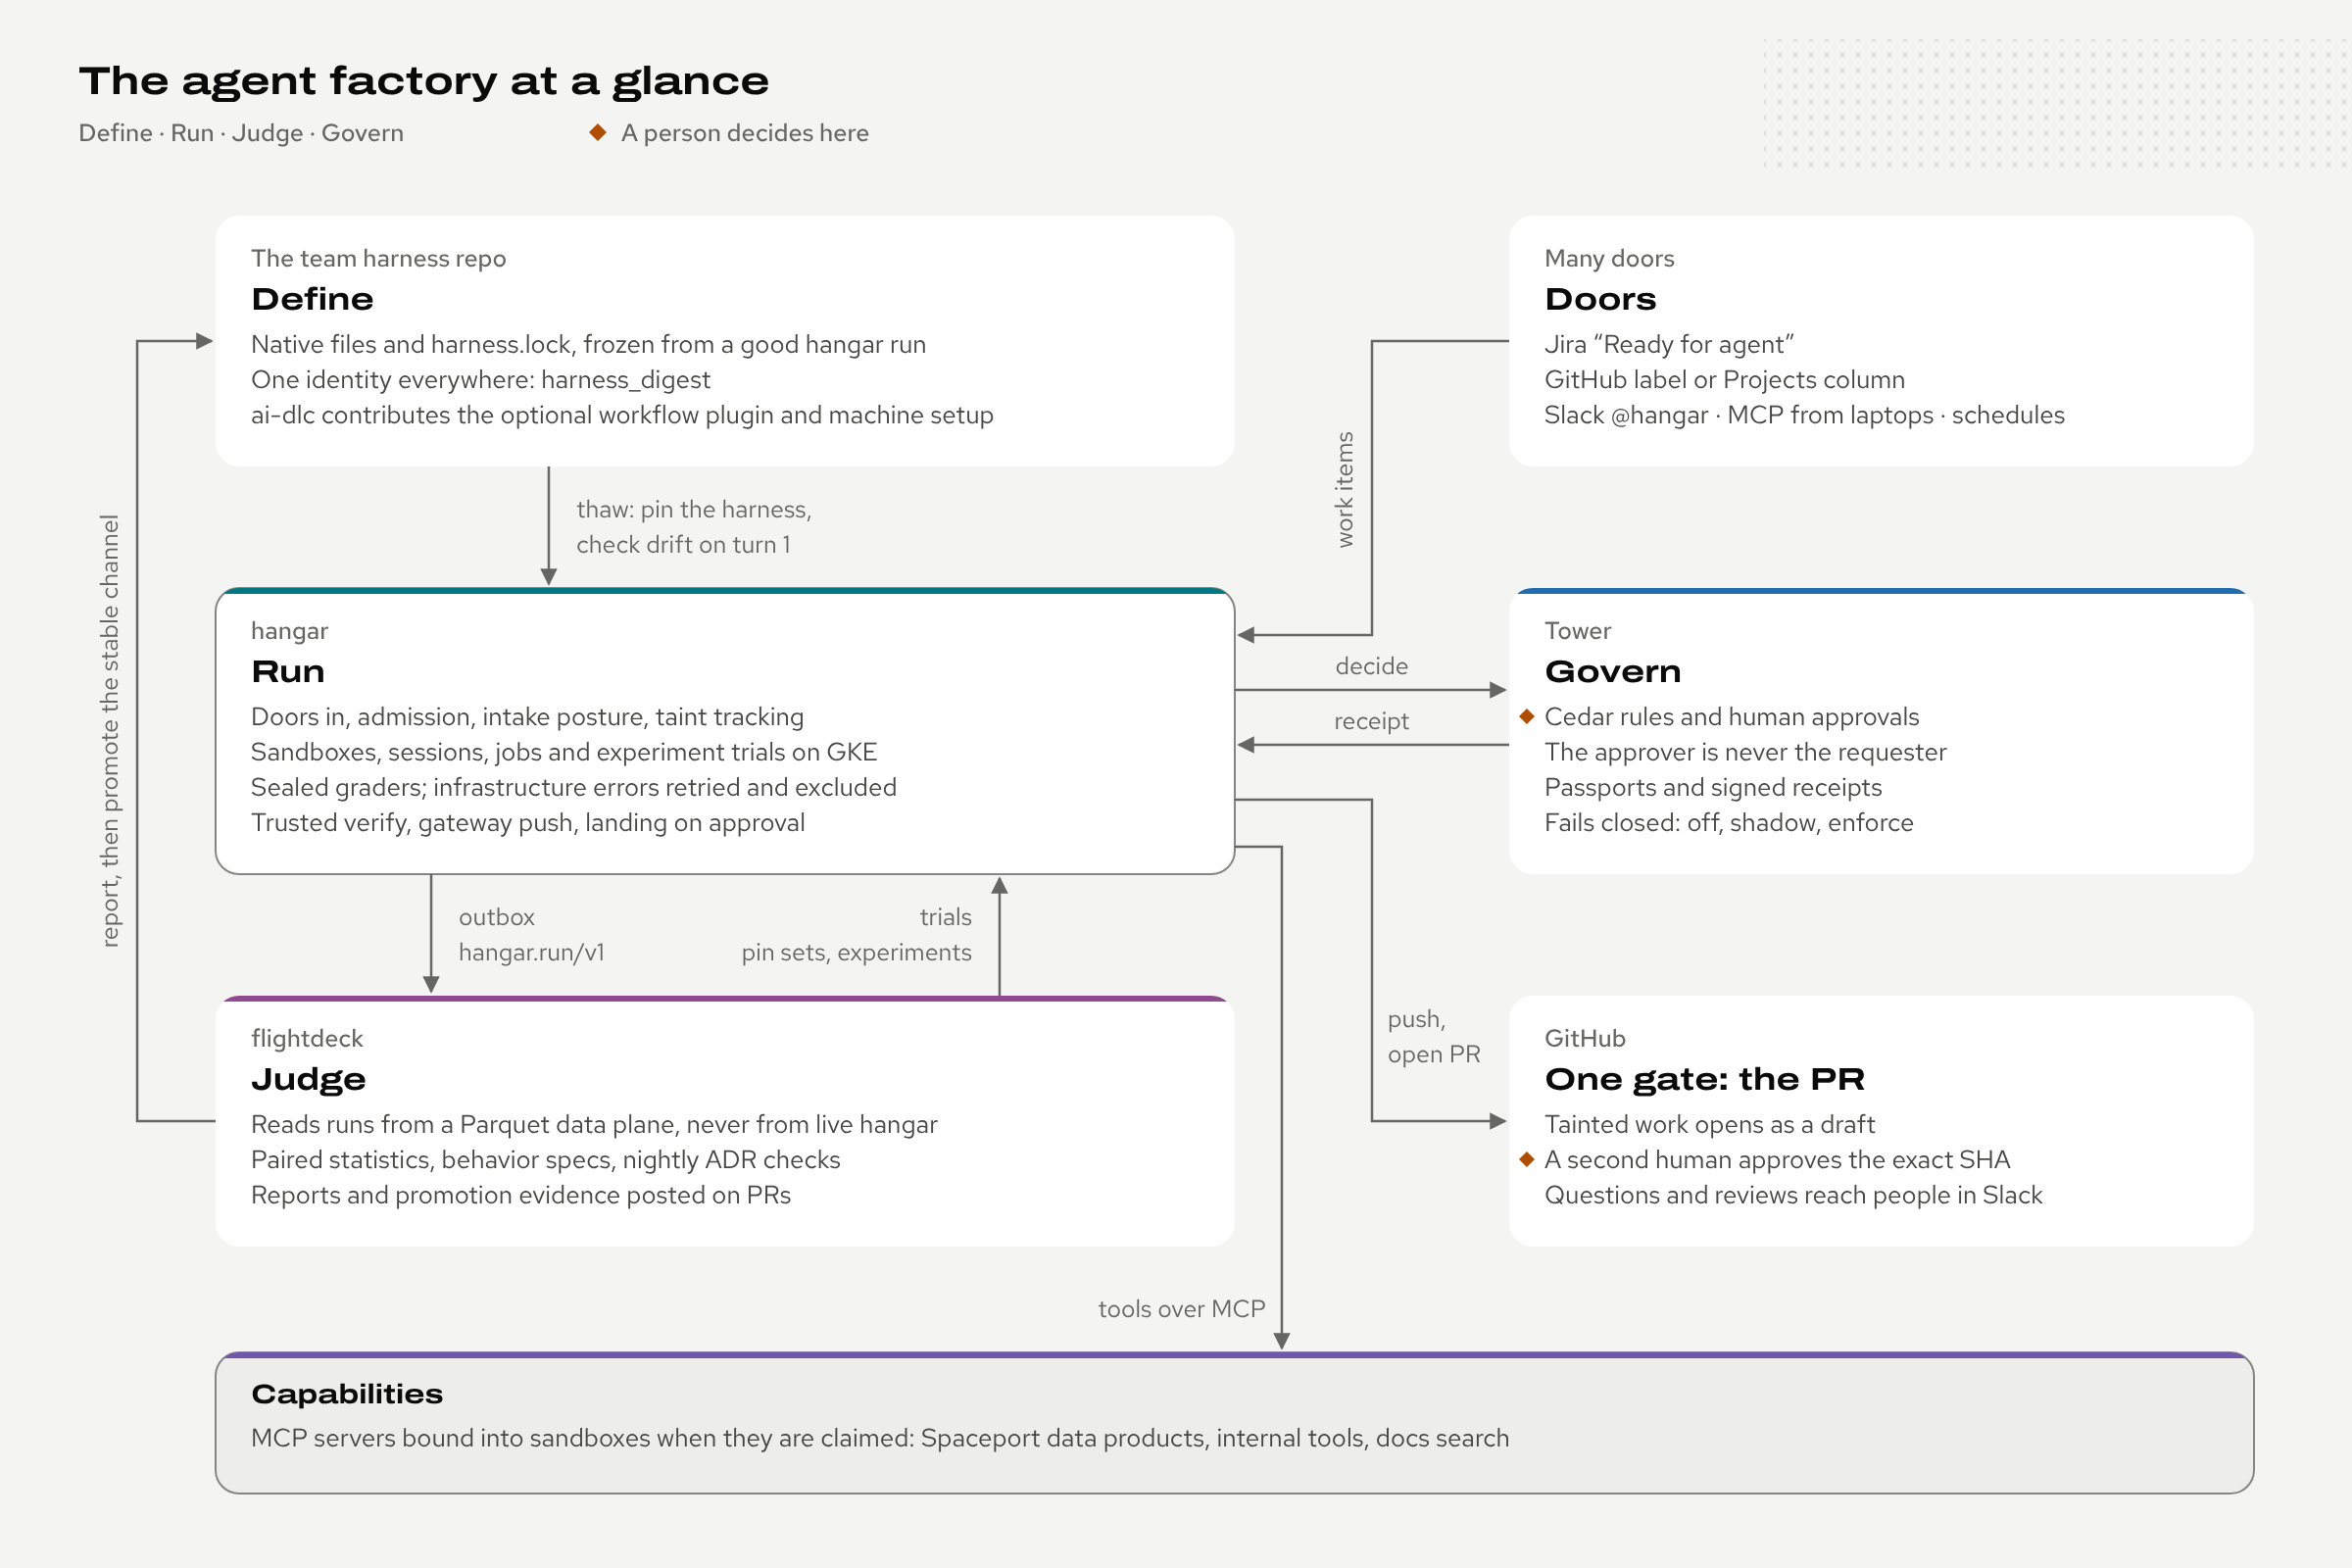 The agent factory at a glance
Define · Run · Judge · Govern
A person decides here
The team harness repo
Define
Native files and harness.lock, frozen from a good hangar run
One identity everywhere: harness_digest
ai-dlc contributes the optional workflow plugin and machine setup
Many doors
Doors
Jira “Ready for agent”
GitHub label or Projects column
Slack @hangar · MCP from laptops · schedules
thaw: pin the harness,
check drift on turn 1
work items
report, then promote the stable channel
hangar
Run
Doors in, admission, intake posture, taint tracking
Sandboxes, sessions, jobs and experiment trials on GKE
Sealed graders; infrastructure errors retried and excluded
Trusted verify, gateway push, landing on approval
decide
receipt
Tower
Govern
Cedar rules and human approvals
The approver is never the requester
Passports and signed receipts
Fails closed: off, shadow, enforce
outbox
hangar.run/v1
trials
pin sets, experiments
push,
open PR
flightdeck
Judge
Reads runs from a Parquet data plane, never from live hangar
Paired statistics, behavior specs, nightly ADR checks
Reports and promotion evidence posted on PRs
GitHub
One gate: the PR
Tainted work opens as a draft
A second human approves the exact SHA
Questions and reviews reach people in Slack
tools over MCP
Capabilities
MCP servers bound into sandboxes when they are claimed: Spaceport data products, internal tools, docs search